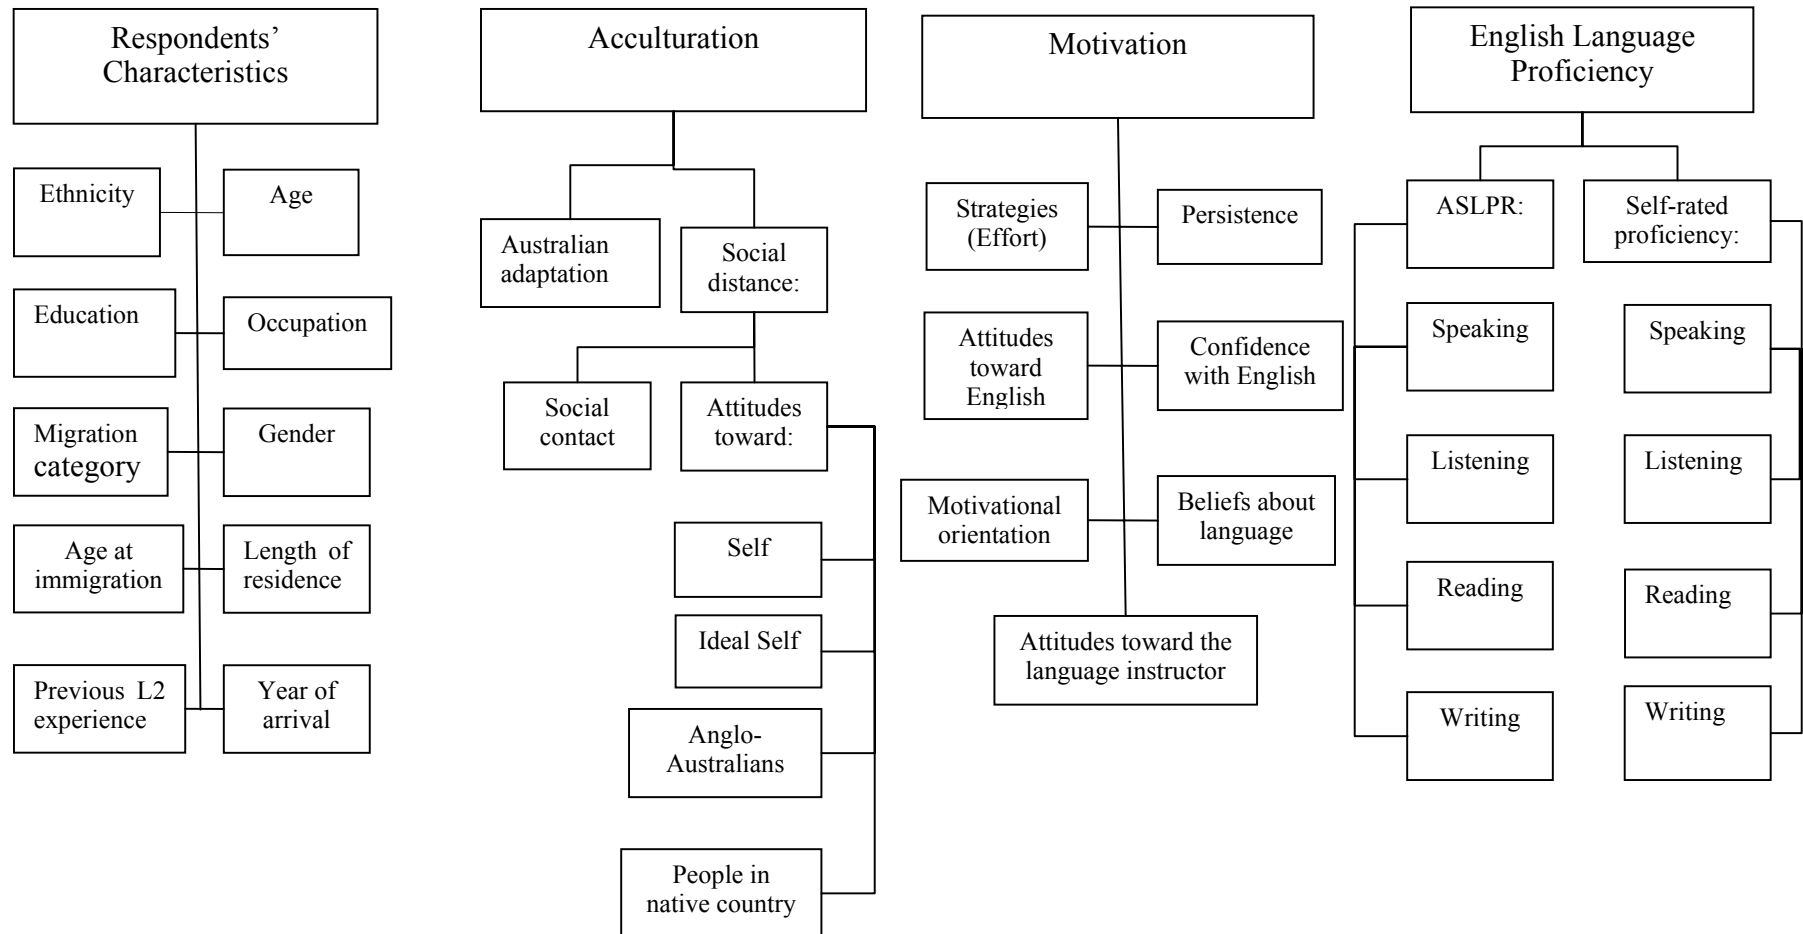 Respondents’
Characteristics
Ethnicity
Age
Education
Occupation
Migration
category
Gender
Age at
immigration
Length of
residence
Previous L2
experience
Year of
arrival
Acculturation
Australian
adaptation
Social
distance:
Social
contact
Attitudes
toward:
Self
Ideal Self
Anglo-
Australians
People in
native country
Motivation
Strategies
(Effort)
Persistence
Attitudes
toward
English
Confidence
with English
Motivational
orientation
Beliefs about
language
Attitudes toward the
language instructor
English Language
Proficiency
ASLPR:
Speaking
Listening
Reading
Writing
Self-rated
proficiency:
Speaking
Listening
Reading
Writing